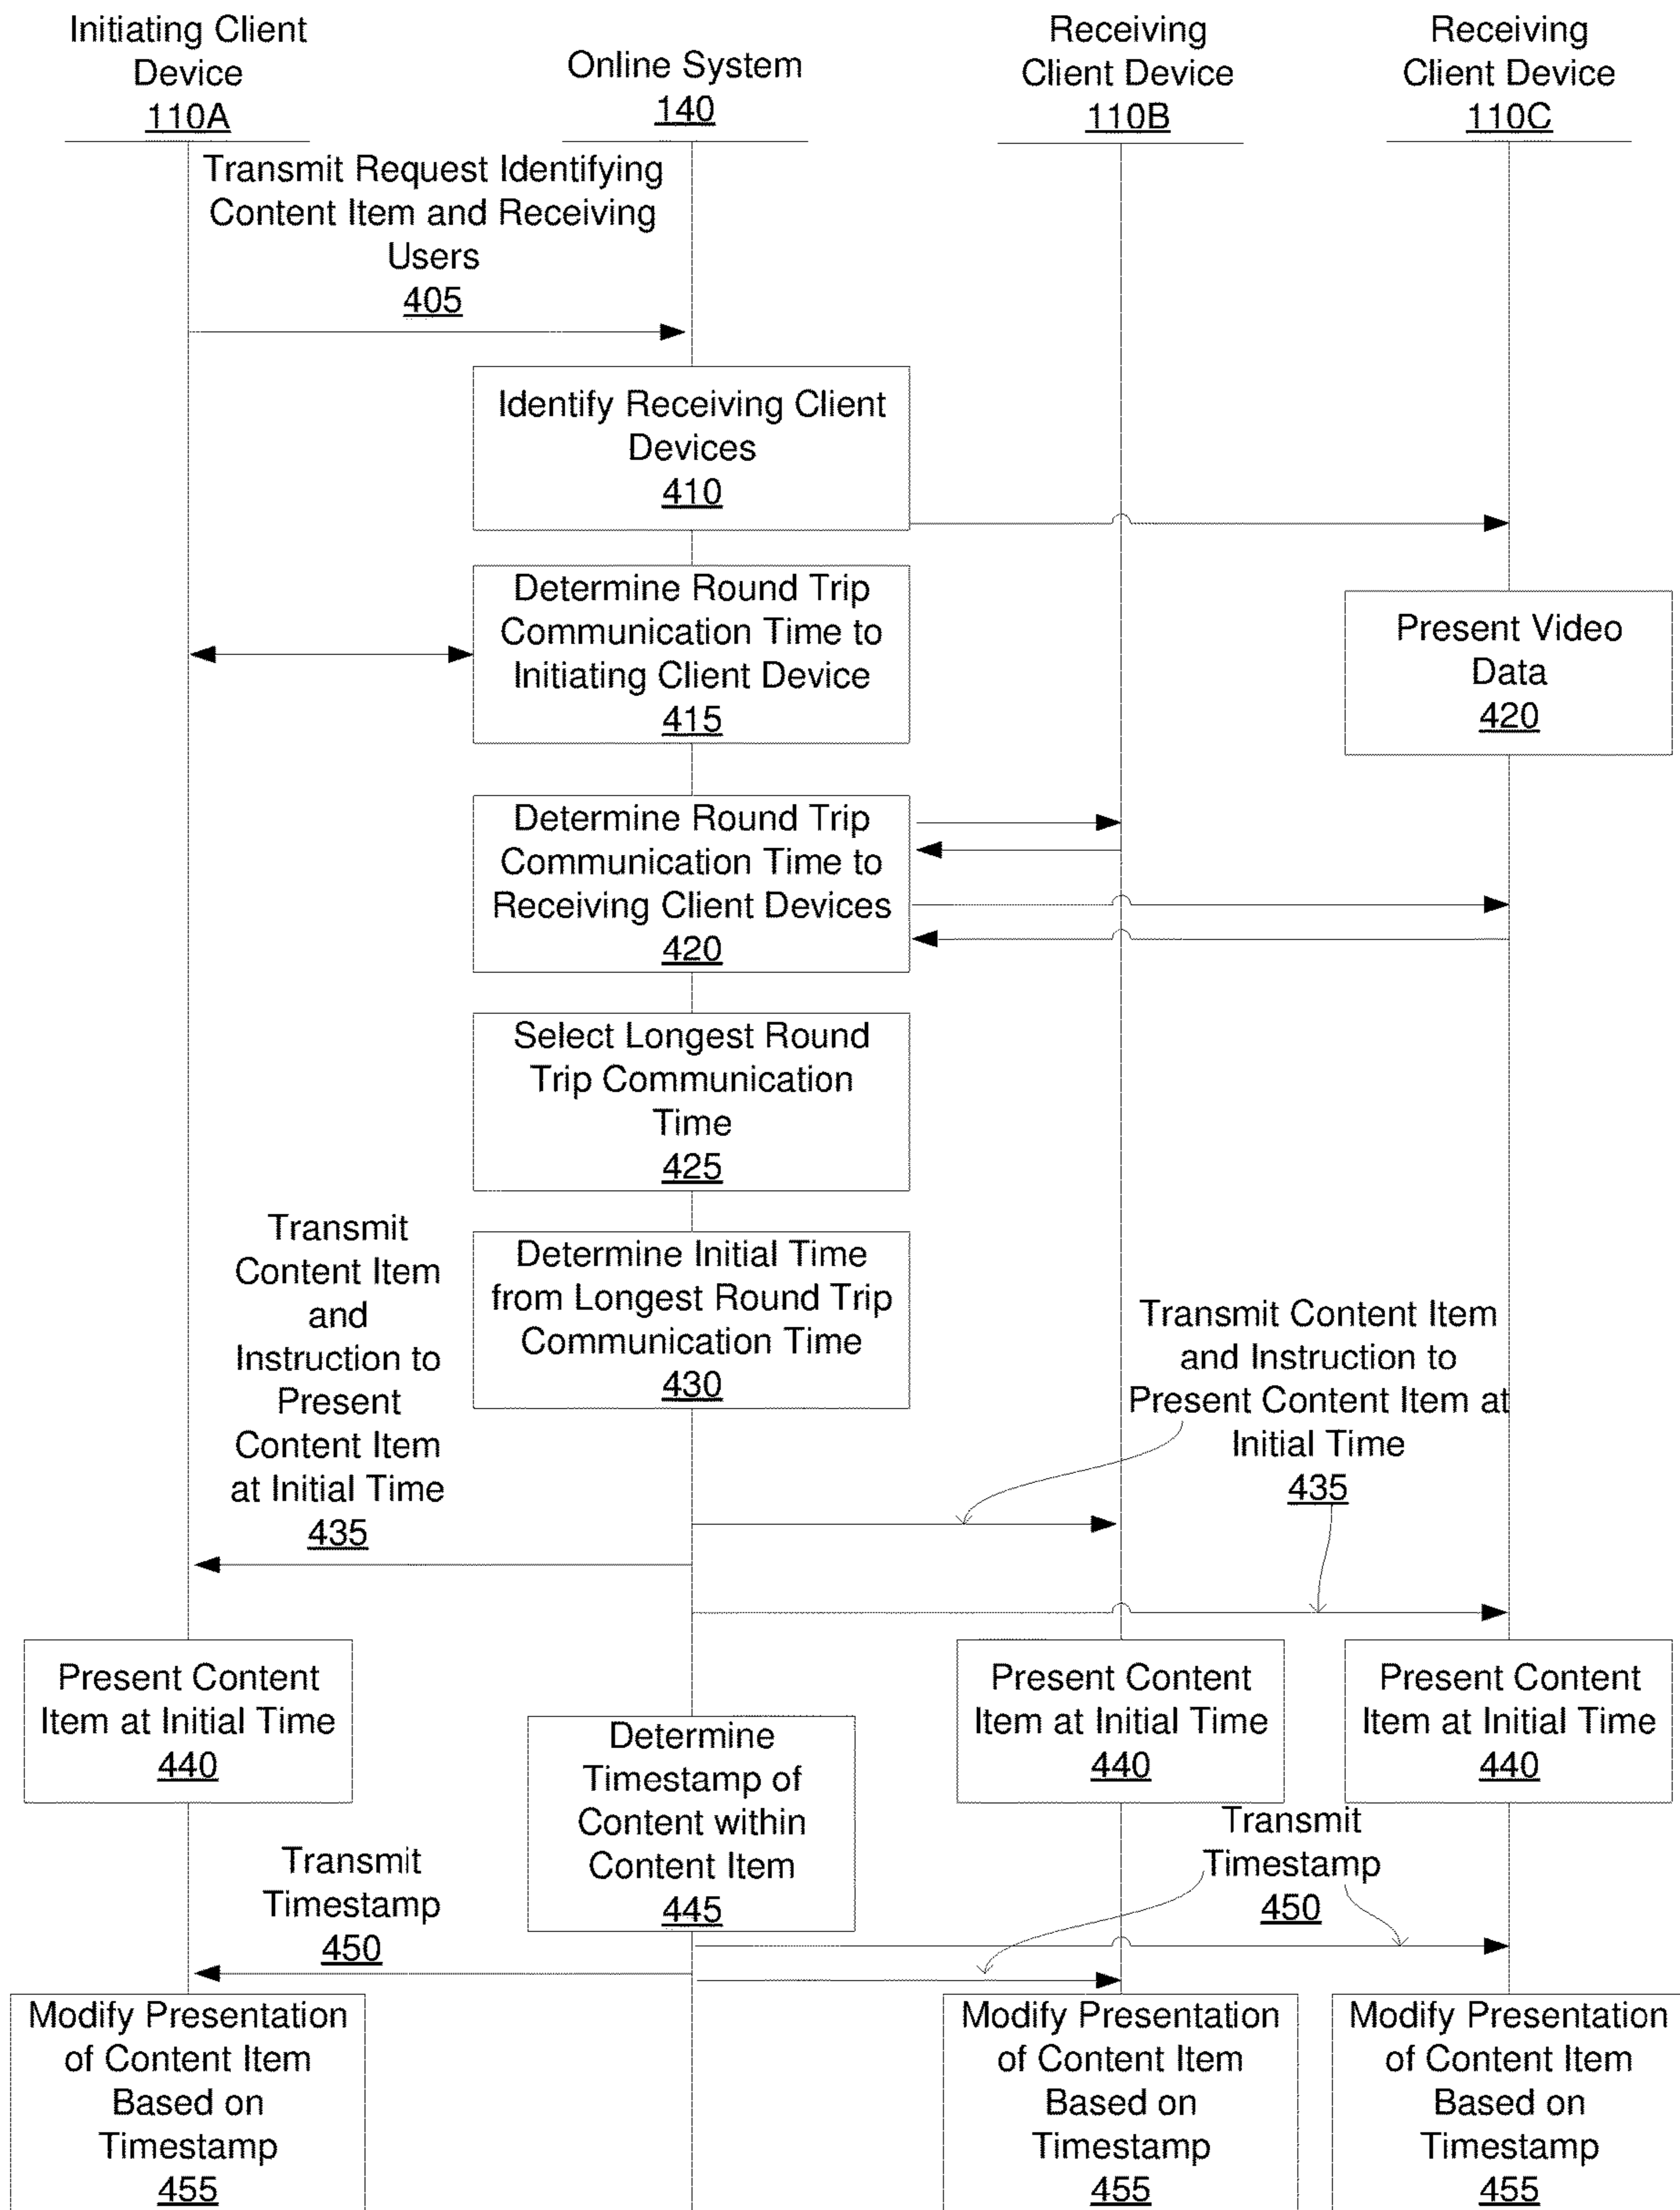 Initiating Client
Device
110A
Online System
140
Receiving
Client Device
110B
Receiving
Client Device
110C
Transmit Request Identifying
Content Item and Receiving
Users
405
Identify Receiving Client
Devices
410
Determine Round Trip
Communication Time to
Initiating Client Device
415
Present Video
Data
420
Determine Round Trip
Communication Time to
Receiving Client Devices
420
Select Longest Round
Trip Communication
Time
425
Transmit
Content Item
and
Instruction to
Present
Content Item
at Initial Time
435
Determine Initial Time
from Longest Round Trip
Communication Time
430
Transmit Content Item
and Instruction to
Present Content Item at
Initial Time
435
Present Content
Item at Initial Time
440
Determine
Timestamp of
Content within
Content Item
445
Present Content
Item at Initial Time
440
Present Content
Item at Initial Time
440
Transmit
Timestamp
450
Transmit
Timestamp
450
Modify Presentation
of Content Item
Based on
Timestamp
455
Modify Presentation
of Content Item
Based on
Timestamp
455
Modify Presentation
of Content Item
Based on
Timestamp
455